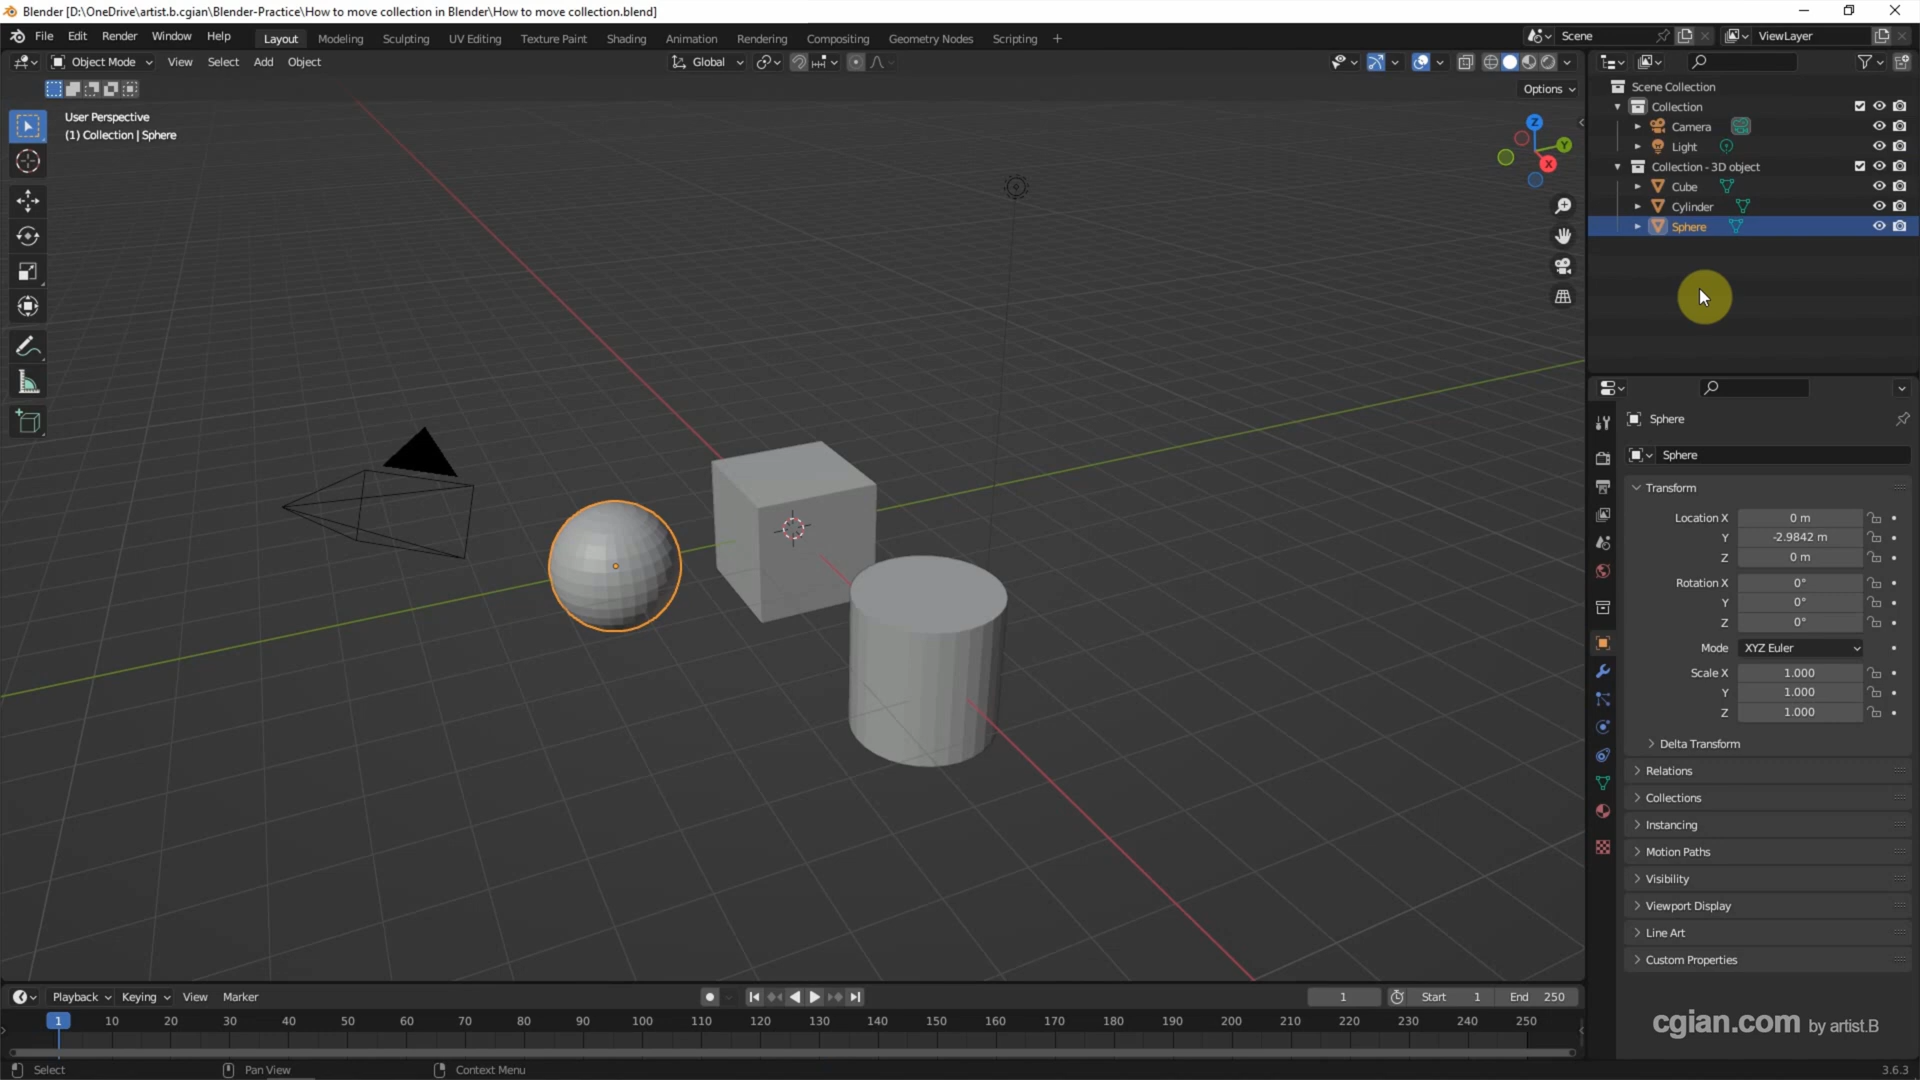 Blender [D:\OneDrive\artist.b.cgian\Blender-Practice\How to move collection in Blender\How to move collection.blend]
File Edit Render Window Help Layout Modeling Sculpting UV Editing Texture Paint Shading Animation Rendering Compositing Geometry Nodes Scripting + Scene ViewLayer
Object Mode View Select Add Object Global
Options
User Perspective
(1) Collection | Sphere
Z
Y
X
Scene Collection
Collection
Camera
Light
Collection - 3D object
Cube
Cylinder
Sphere
Sphere
Sphere
Transform
Location X 0 m
Y -2.9842 m
Z 0 m
Rotation X 0°
Y 0°
Z 0°
Mode XYZ Euler
Scale X 1.000
Y 1.000
Z 1.000
Delta Transform
Relations
Collections
Instancing
Motion Paths
Visibility
Viewport Display
Line Art
Custom Properties
Playback Keying View Marker 1 Start 1 End 250
1 10 20 30 40 50 60 70 80 90 100 110 120 130 140 150 160 170 180 190 200 210 220 230 240 250
cgian.com by artist.B
Select Pan View Context Menu 3.6.3